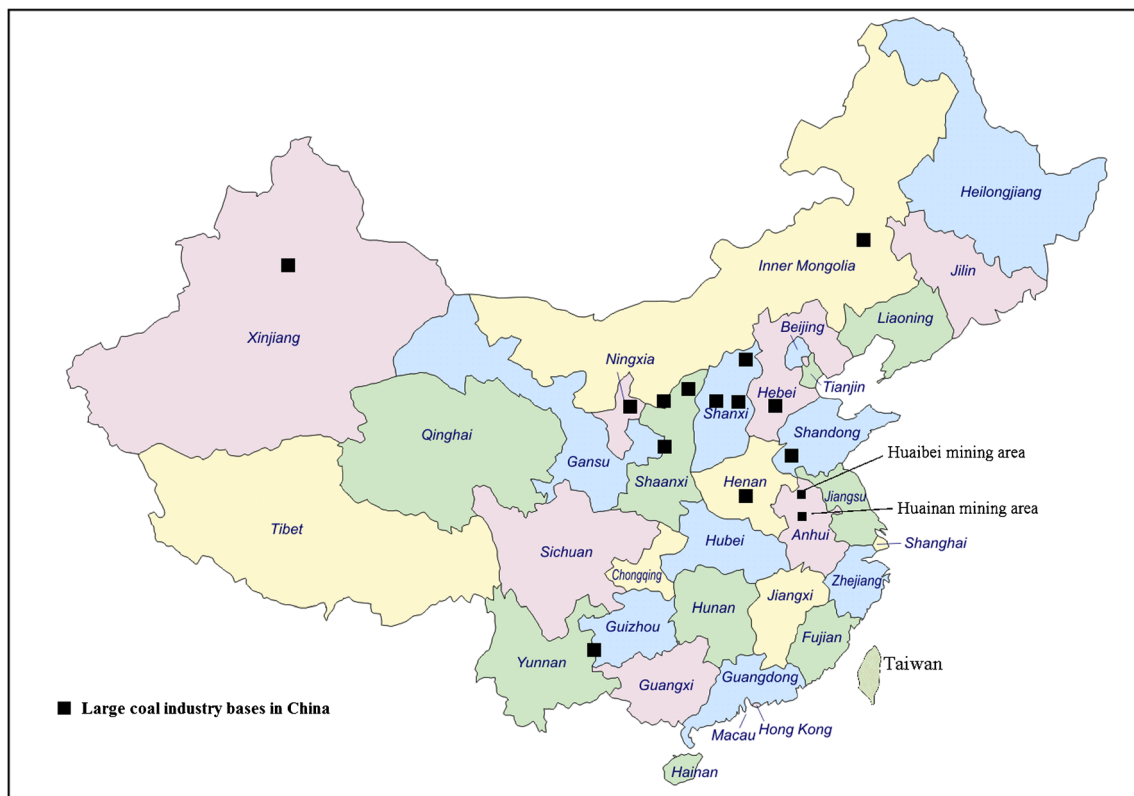 Heilongjiang
Inner Mongolia
Jilin
Xinjiang
Beijing
Liaoning
Ningxia
Tianjin
Hebei
Shanxi
Qinghai
Gansu
Shandong
Huaibei mining area
Shaanxi
Henan
Jiangsu
Huainan mining area
Tibet
Anhui
Hubei
Shanghai
Sichuan
Chongqing
Zhejiang
Jiangxi
Hunan
Guizhou
Fujian
Yunnan
Taiwan
Guangdong
Guangxi
Large coal industry bases in China
Macau
Hong Kong
Hainan